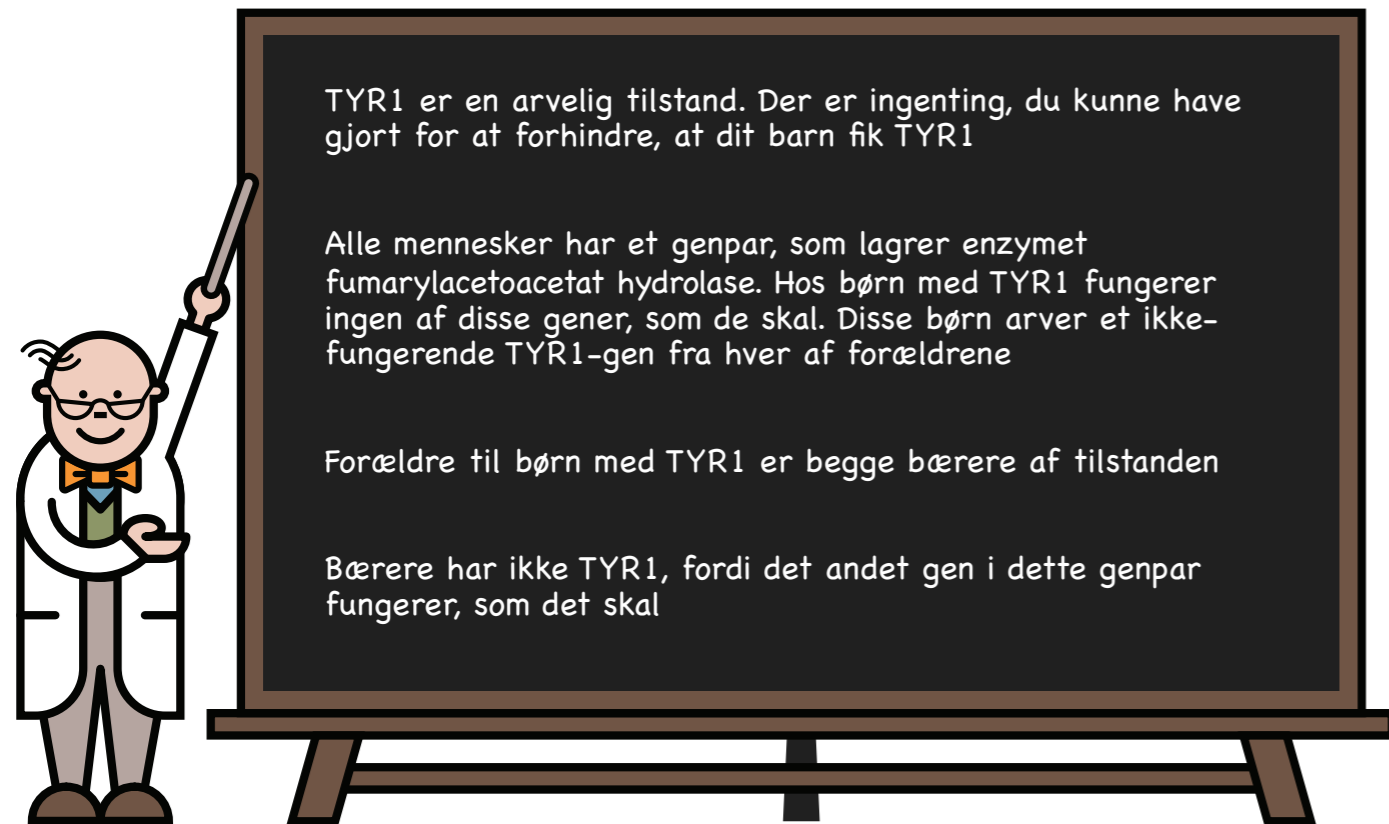 TYR1 er en arvelig tilstand. Der er ingenting, du kunne have
gjort for at forhindre, at dit barn fik TYR1
Alle mennesker har et genpar, som lagrer enzymet
fumarylacetoacetat hydrolase. Hos børn med TYR1 fungerer
ingen af disse gener, som de skal. Disse børn arver et ikke-
fungerende TYR1-gen fra hver af forældrene
Forældre til børn med TYR1 er begge bærere af tilstanden
Bærere har ikke TYR1, fordi det andet gen i dette genpar
fungerer, som det skal